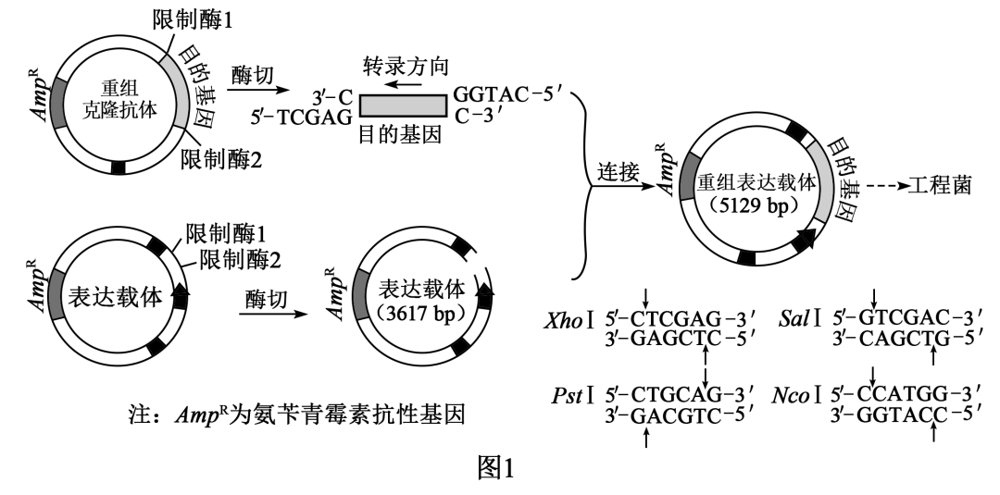 限制酶1
Ampᴿ
重组
克隆抗体
目的基因
限制酶2
酶切
转录方向
3′-C
GGTAC-5′
5′-TCGAG
C-3′
目的基因
连接
Ampᴿ
重组表达载体
（5129 bp）
目的基因
工程菌
限制酶1
限制酶2
Ampᴿ
表达载体
酶切
Ampᴿ
表达载体
（3617 bp）
XhoⅠ 5′-CTCGAG-3′
3′-GAGCTC-5′
SalⅠ 5′-GTCGAC-3′
3′-CAGCTG-5′
PstⅠ 5′-CTGCAG-3′
3′-GACGTC-5′
NcoⅠ 5′-CCATGG-3′
3′-GGTACC-5′
注：Ampᴿ为氨苄青霉素抗性基因
图1